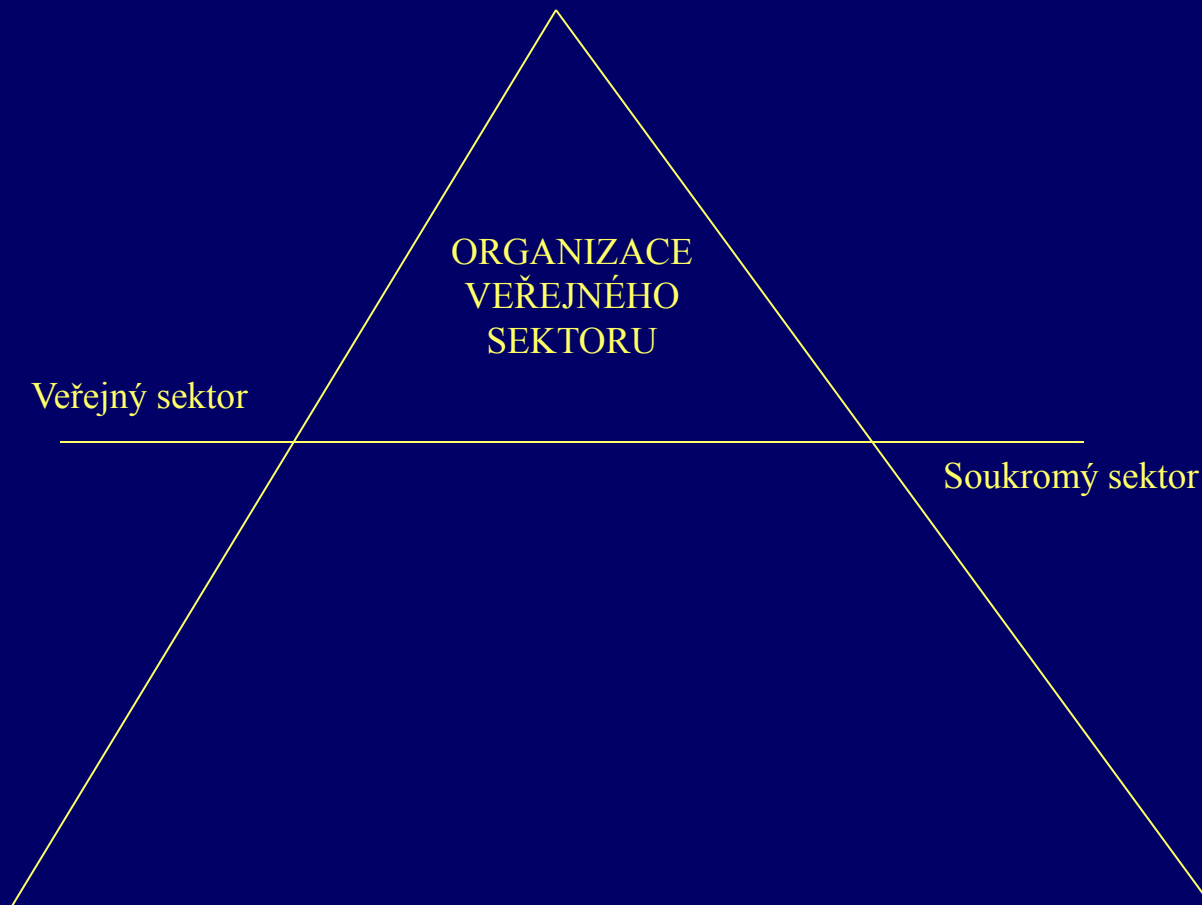 ORGANIZACE
VEŘEJNÉHO
SEKTORU
Veřejný sektor
Soukromý sektor